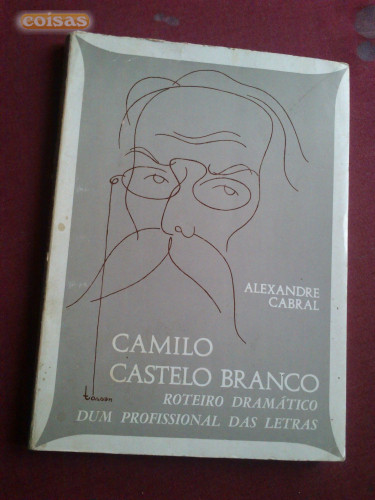 coisas
ALEXANDRE
CABRAL
CAMILO
CASTELO BRANCO
ROTEIRO DRAMÁTICO
DUM PROFISSIONAL DAS LETRAS